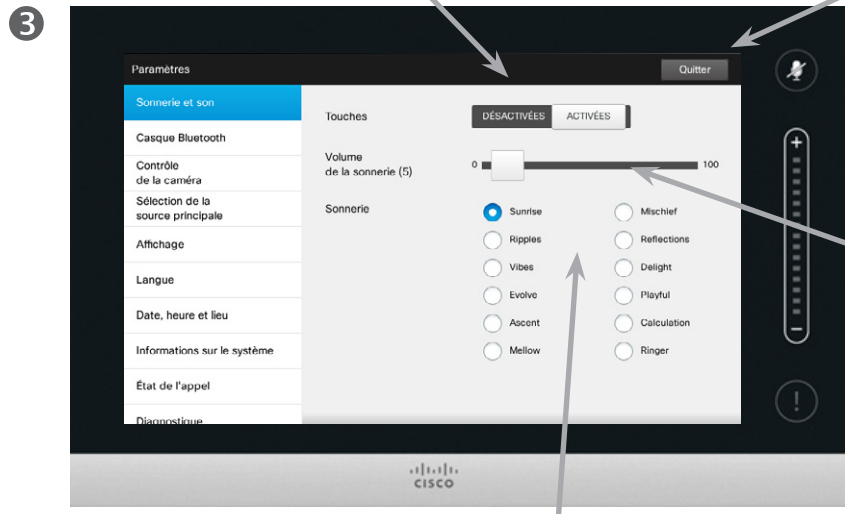 3
Paramètres
Quitter
Sonnerie et son
Casque Bluetooth
Contrôle
de la caméra
Sélection de la
source principale
Affichage
Langue
Date, heure et lieu
Informations sur le système
État de l'appel
Diagnostique
Touches
DÉSACTIVÉES ACTIVÉES
Volume
de la sonnerie (5)
0 100
Sonnerie
Sunrise Mischief
Ripples Reflections
Vibes Delight
Evolve Playful
Ascent Calculation
Mellow Ringer
+
−
!
CISCO